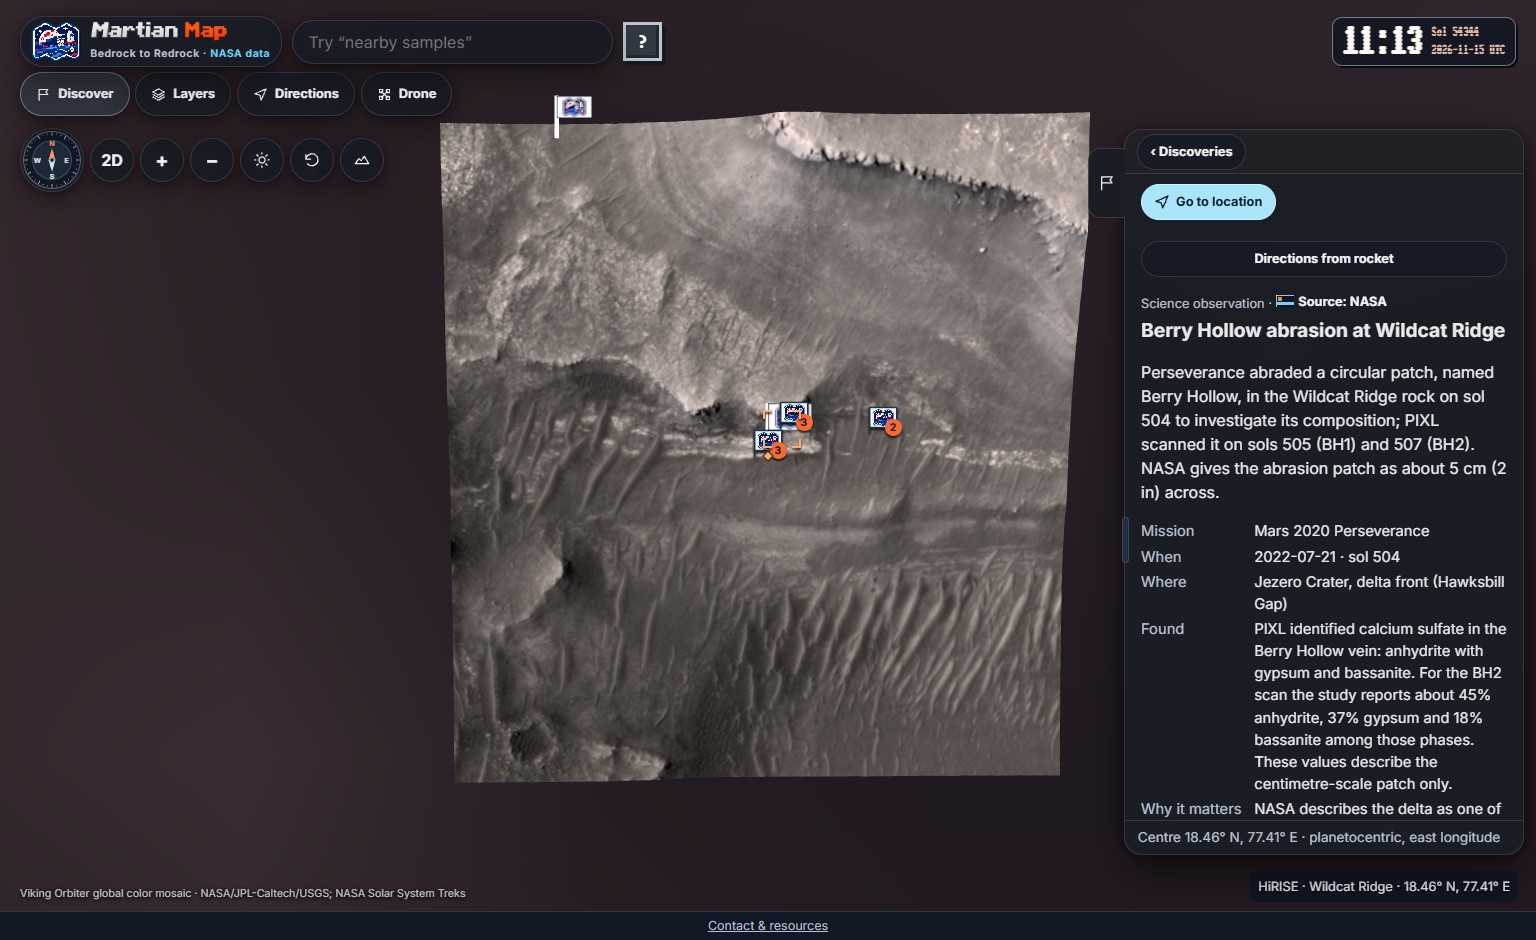 Martian Map
Bedrock to Redrock · NASA data
Try “nearby samples”
?
11:13
Sol 54344
2026-11-15 UTC
Discover
Layers
Directions
Drone
N
W E
S
2D
+
−
3
2
3
‹ Discoveries
Go to location
Directions from rocket
Science observation · Source: NASA
Berry Hollow abrasion at Wildcat Ridge
Perseverance abraded a circular patch, named
Berry Hollow, in the Wildcat Ridge rock on sol
504 to investigate its composition; PIXL
scanned it on sols 505 (BH1) and 507 (BH2).
NASA gives the abrasion patch as about 5 cm (2
in) across.
Mission Mars 2020 Perseverance
When 2022-07-21 · sol 504
Where Jezero Crater, delta front (Hawksbill
Gap)
Found PIXL identified calcium sulfate in the
Berry Hollow vein: anhydrite with
gypsum and bassanite. For the BH2
scan the study reports about 45%
anhydrite, 37% gypsum and 18%
bassanite among those phases.
These values describe the
centimetre-scale patch only.
Why it matters NASA describes the delta as one of
Centre 18.46° N, 77.41° E · planetocentric, east longitude
Viking Orbiter global color mosaic · NASA/JPL-Caltech/USGS; NASA Solar System Treks
HiRISE · Wildcat Ridge · 18.46° N, 77.41° E
Contact & resources